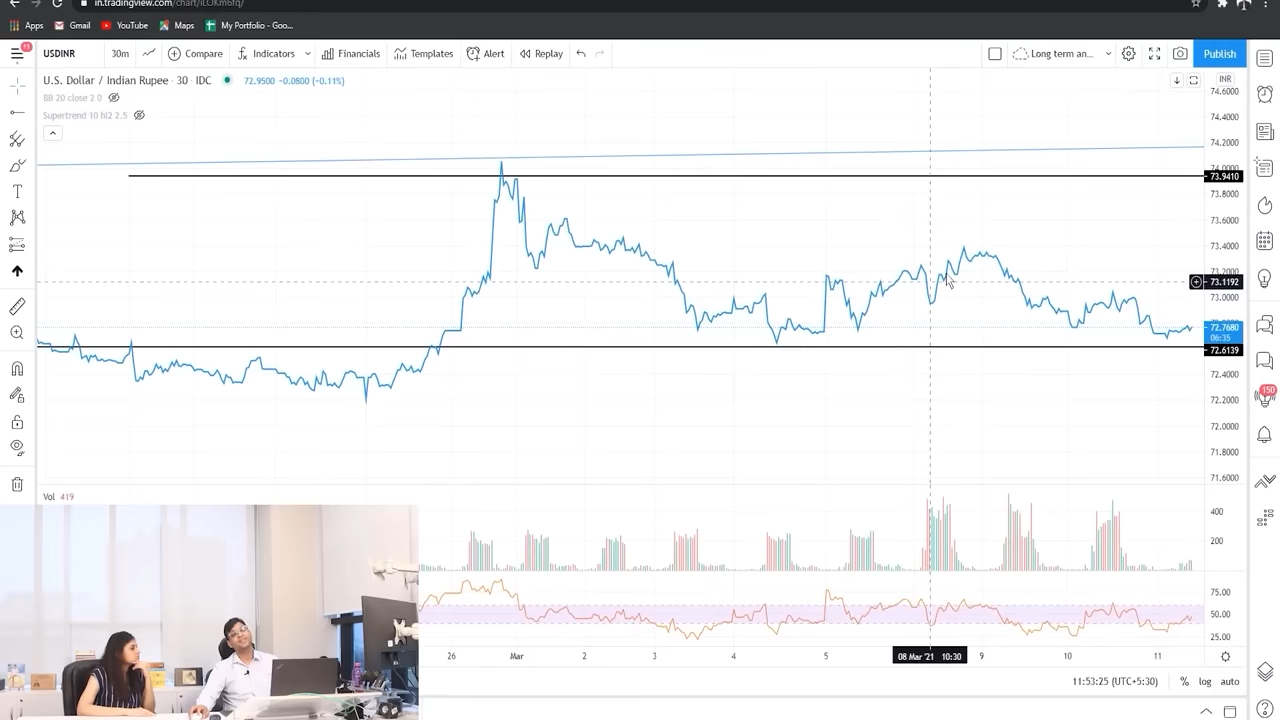 in.tradingview.com/chart/iLOKm6fq/
Apps Gmail YouTube Maps My Portfolio - Goo...
11 USDINR 30m Compare Indicators Financials Templates Alert Replay Long term an... Publish
U.S. Dollar / Indian Rupee · 30 · IDC 72.9500 −0.0800 (−0.11%)
BB 20 close 2 0
Supertrend 10 hl2 2.5
INR
74.6000
74.4000
74.2000
74.0000
73.9410
73.8000
73.6000
73.4000
73.2000
73.1192
73.0000
72.7680
06:35
72.6139
72.4000
72.2000
72.0000
71.8000
71.6000
150
Vol 419
400
200
75.00
50.00
25.00
26 Mar 2 3 4 5 08 Mar '21 10:30 9 10 11
11:53:25 (UTC+5:30) % log auto